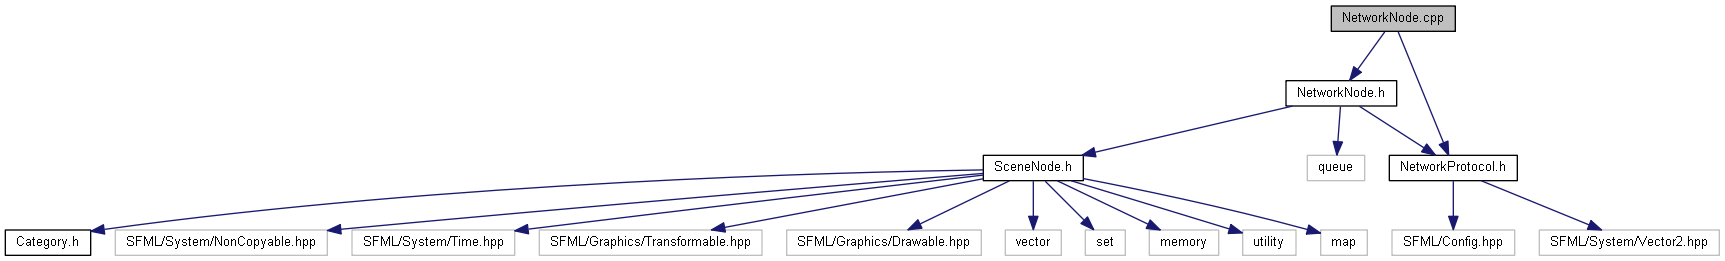 NetworkNode.cpp
NetworkNode.h
SceneNode.h
queue
NetworkProtocol.h
Category.h
SFML/System/NonCopyable.hpp
SFML/System/Time.hpp
SFML/Graphics/Transformable.hpp
SFML/Graphics/Drawable.hpp
vector
set
memory
utility
map
SFML/Config.hpp
SFML/System/Vector2.hpp